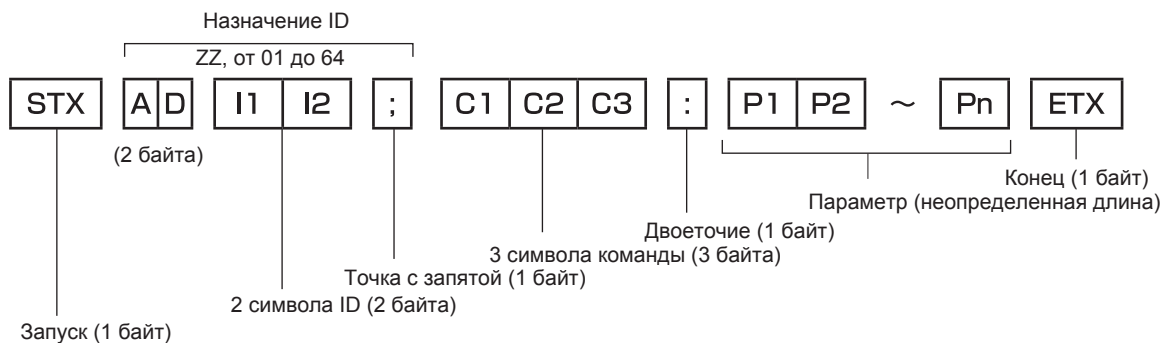 Назначение ID
ZZ, от 01 до 64
STX A D I1 I2 ; C1 C2 C3 : P1 P2 ~ Pn ETX
(2 байта)
Конец (1 байт)
Параметр (неопределенная длина)
Двоеточие (1 байт)
3 символа команды (3 байта)
Точка с запятой (1 байт)
2 символа ID (2 байта)
Запуск (1 байт)